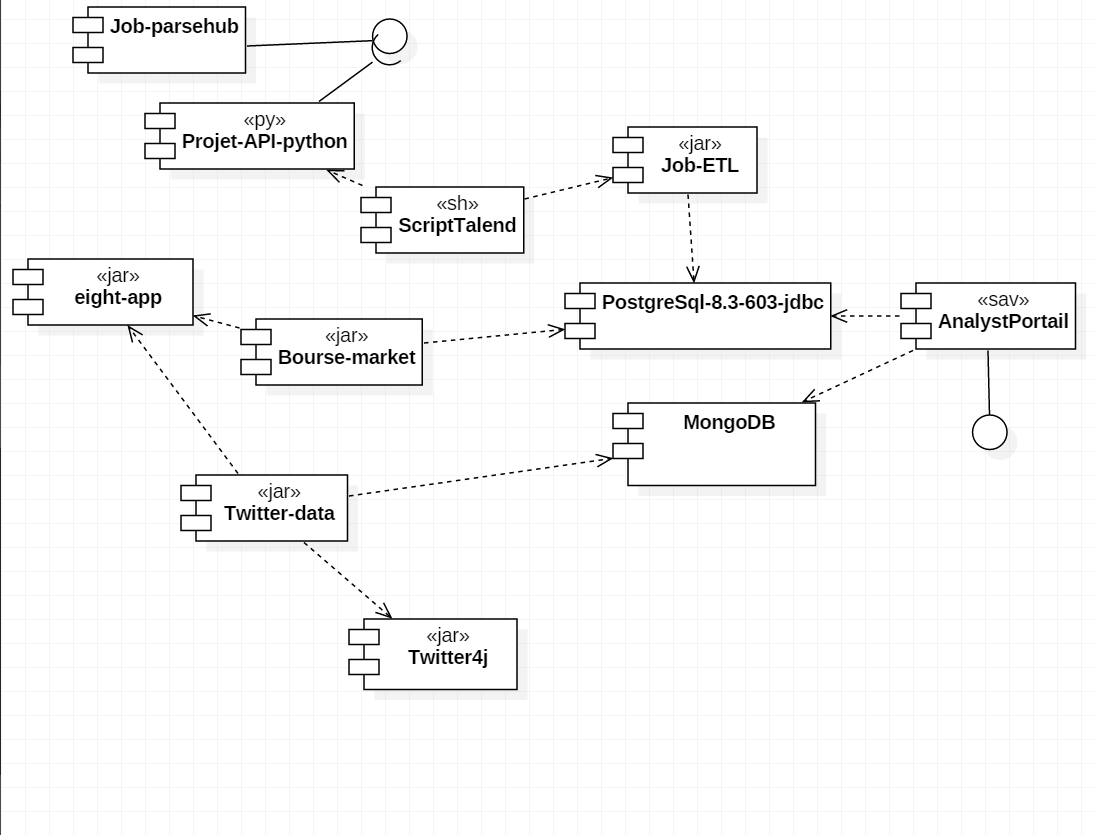 Job-parsehub
«py»
Projet-API-python
«jar»
Job-ETL
«sh»
ScriptTalend
«jar»
eight-app
PostgreSql-8.3-603-jdbc
«sav»
AnalystPortail
«jar»
Bourse-market
MongoDB
«jar»
Twitter-data
«jar»
Twitter4j